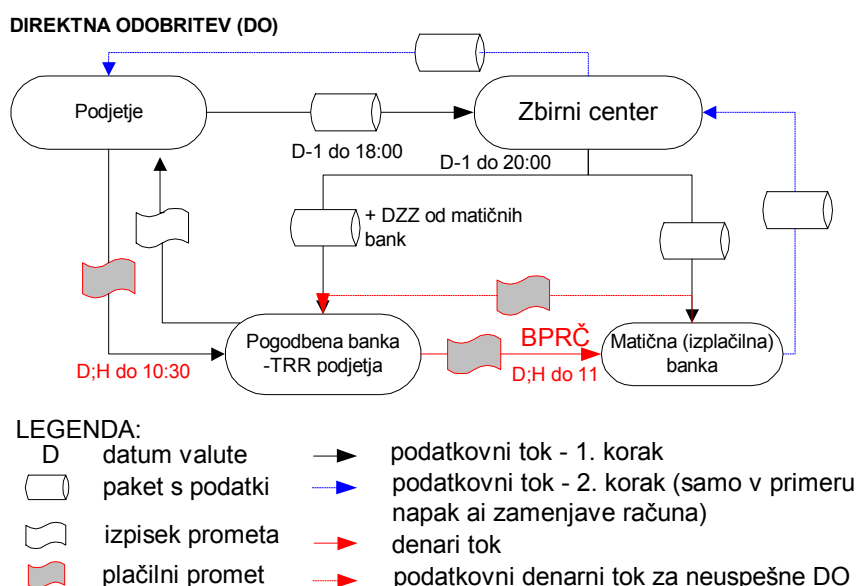 DIREKTNA ODOBRITEV (DO)
Podjetje
Zbirni center
D-1 do 18:00
D-1 do 20:00
+ DZZ od matičnih
bank
Pogodbena banka
-TRR podjetja
BPRČ
Matična (izplačilna)
banka
D;H do 10:30
D;H do 11
LEGENDA:
D datum valute
podatkovni tok - 1. korak
paket s podatki
podatkovni tok - 2. korak (samo v primeru
napak ai zamenjave računa)
izpisek prometa
denari tok
plačilni promet
podatkovni denarni tok za neuspešne DO